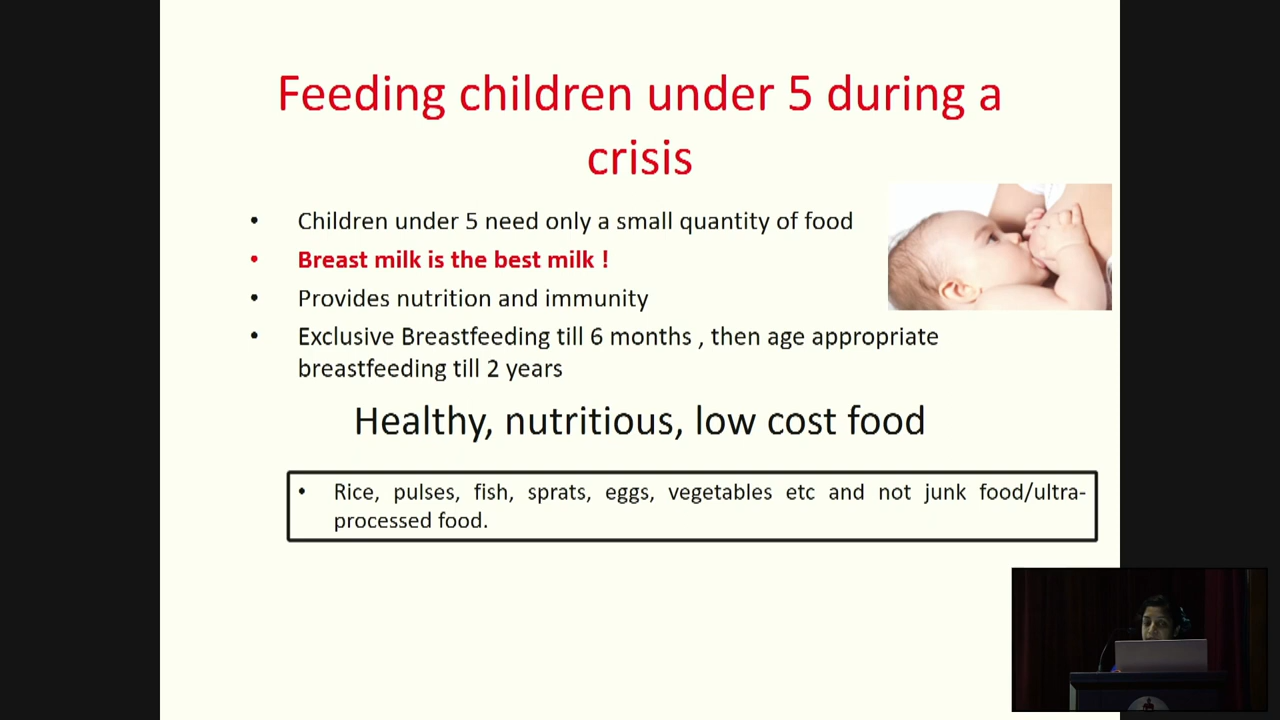 Feeding children under 5 during a
crisis
• Children under 5 need only a small quantity of food
• Breast milk is the best milk !
• Provides nutrition and immunity
• Exclusive Breastfeeding till 6 months , then age appropriate
breastfeeding till 2 years
Healthy, nutritious, low cost food
• Rice, pulses, fish, sprats, eggs, vegetables etc and not junk food/ultra-
processed food.